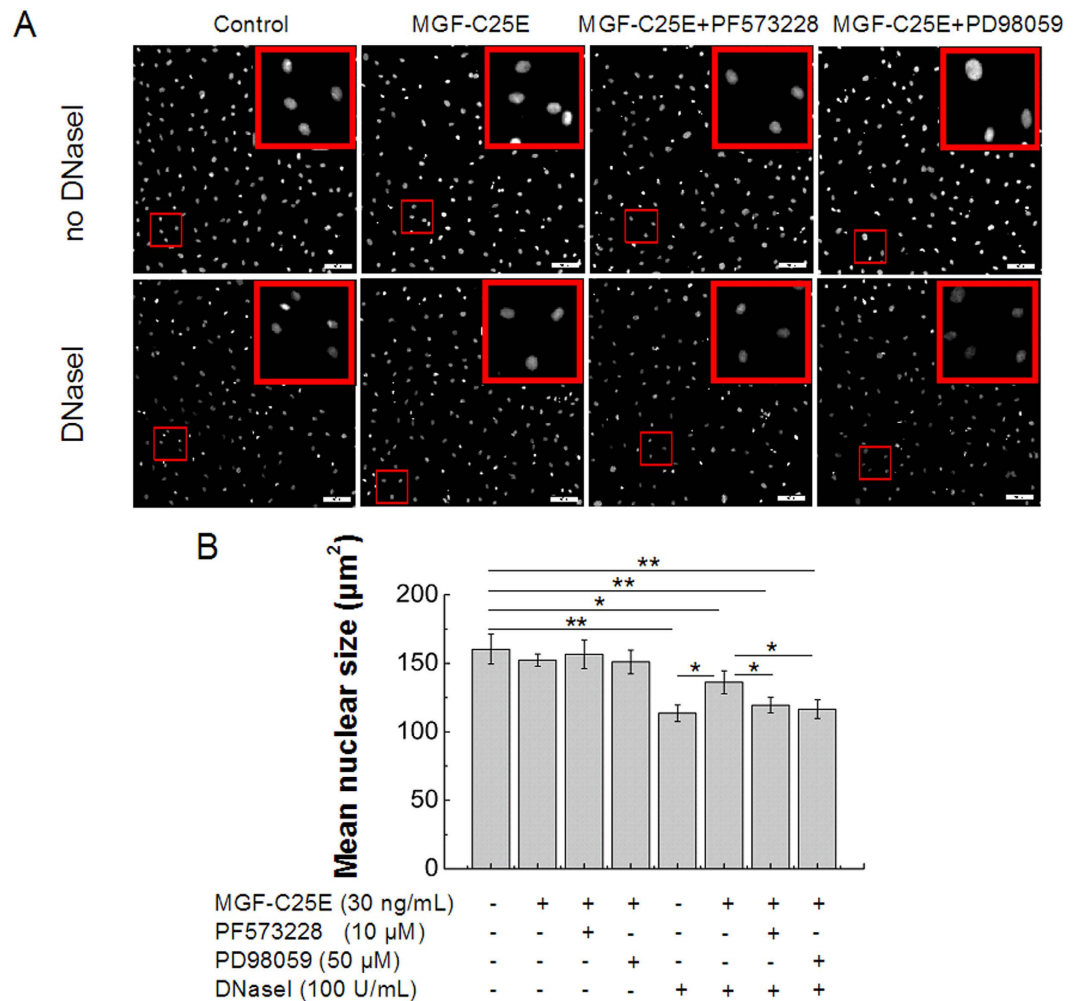 A
Control MGF-C25E MGF-C25E+PF573228 MGF-C25E+PD98059
no DNaseI
DNaseI
B
Mean nuclear size (µm²)
** 
**
*
**
* * *
200
150
100
50
0
MGF-C25E (30 ng/mL) - + + + - + + +
PF573228 (10 µM) - - + - - - + -
PD98059 (50 µM) - - - + - - - +
DNaseI (100 U/mL) - - - - + + + +